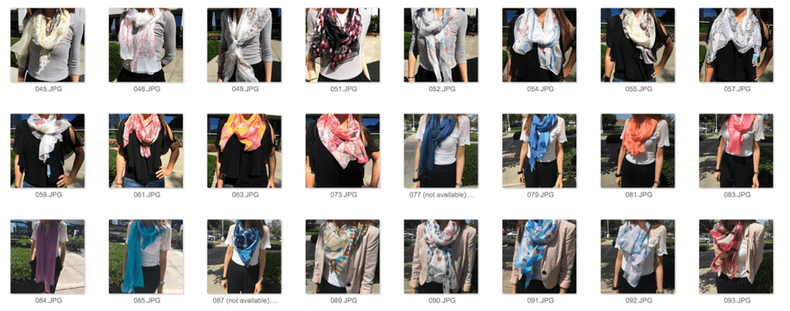 045.JPG
046.JPG
049.JPG
051.JPG
052.JPG
054.JPG
055.JPG
057.JPG
059.JPG
061.JPG
063.JPG
073.JPG
077 (not available)....
079.JPG
081.JPG
083.JPG
084.JPG
085.JPG
087 (not available)....
089.JPG
090.JPG
091.JPG
092.JPG
093.JPG